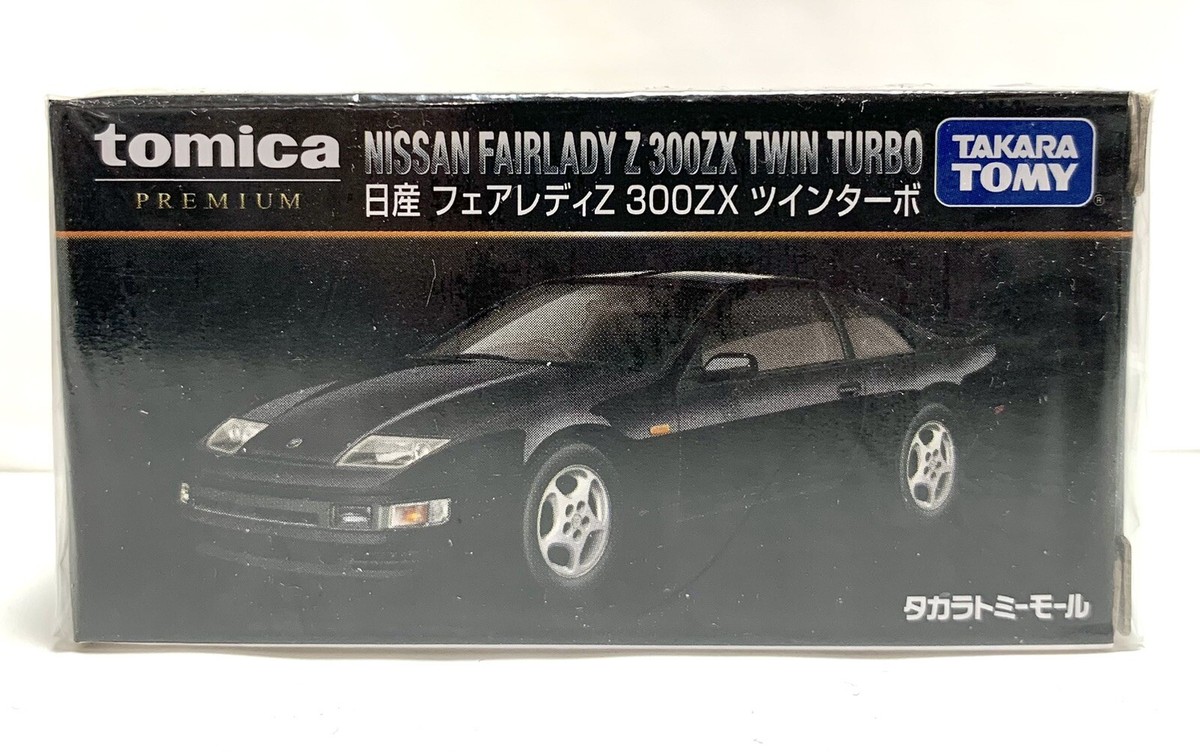 tomica
PREMIUM
NISSAN FAIRLADY Z 300ZX TWIN TURBO
日産 フェアレディZ 300ZX ツインターボ
TAKARA
TOMY
®
タカラトミーモール